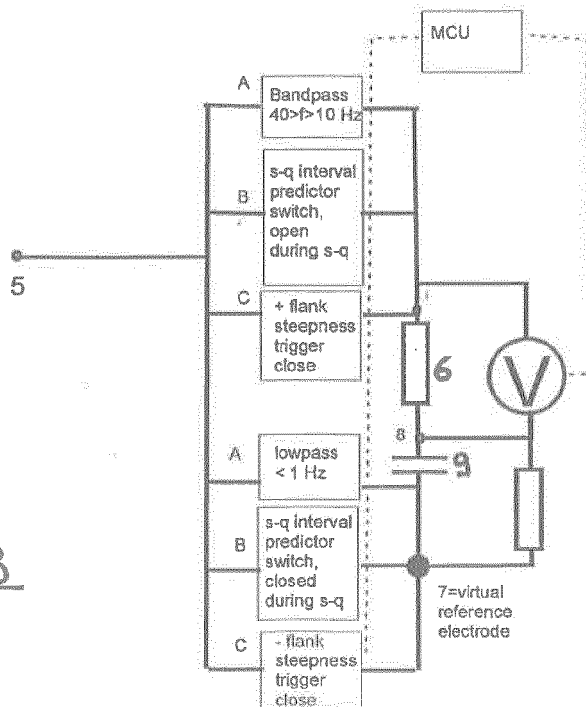 MCU
A
Bandpass
40>f>10 Hz
B
s-q interval
predictor
switch,
open
during s-q
5
C
+ flank
steepness
trigger
close
6
V
8
9
A
lowpass
< 1 Hz
B
s-q interval
predictor
switch,
closed
during s-q
7=virtual
reference
electrode
C
- flank
steepness
trigger
close